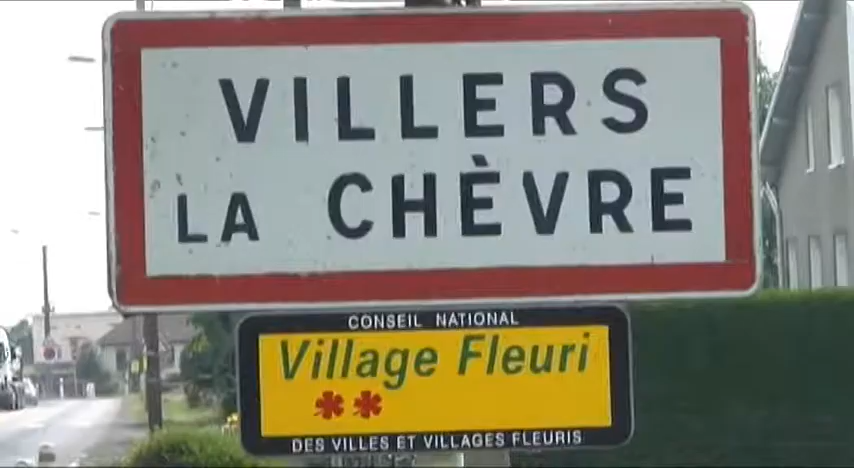 VILLERS
LA CHÈVRE
CONSEIL NATIONAL
Village Fleuri
DES VILLES ET VILLAGES FLEURIS